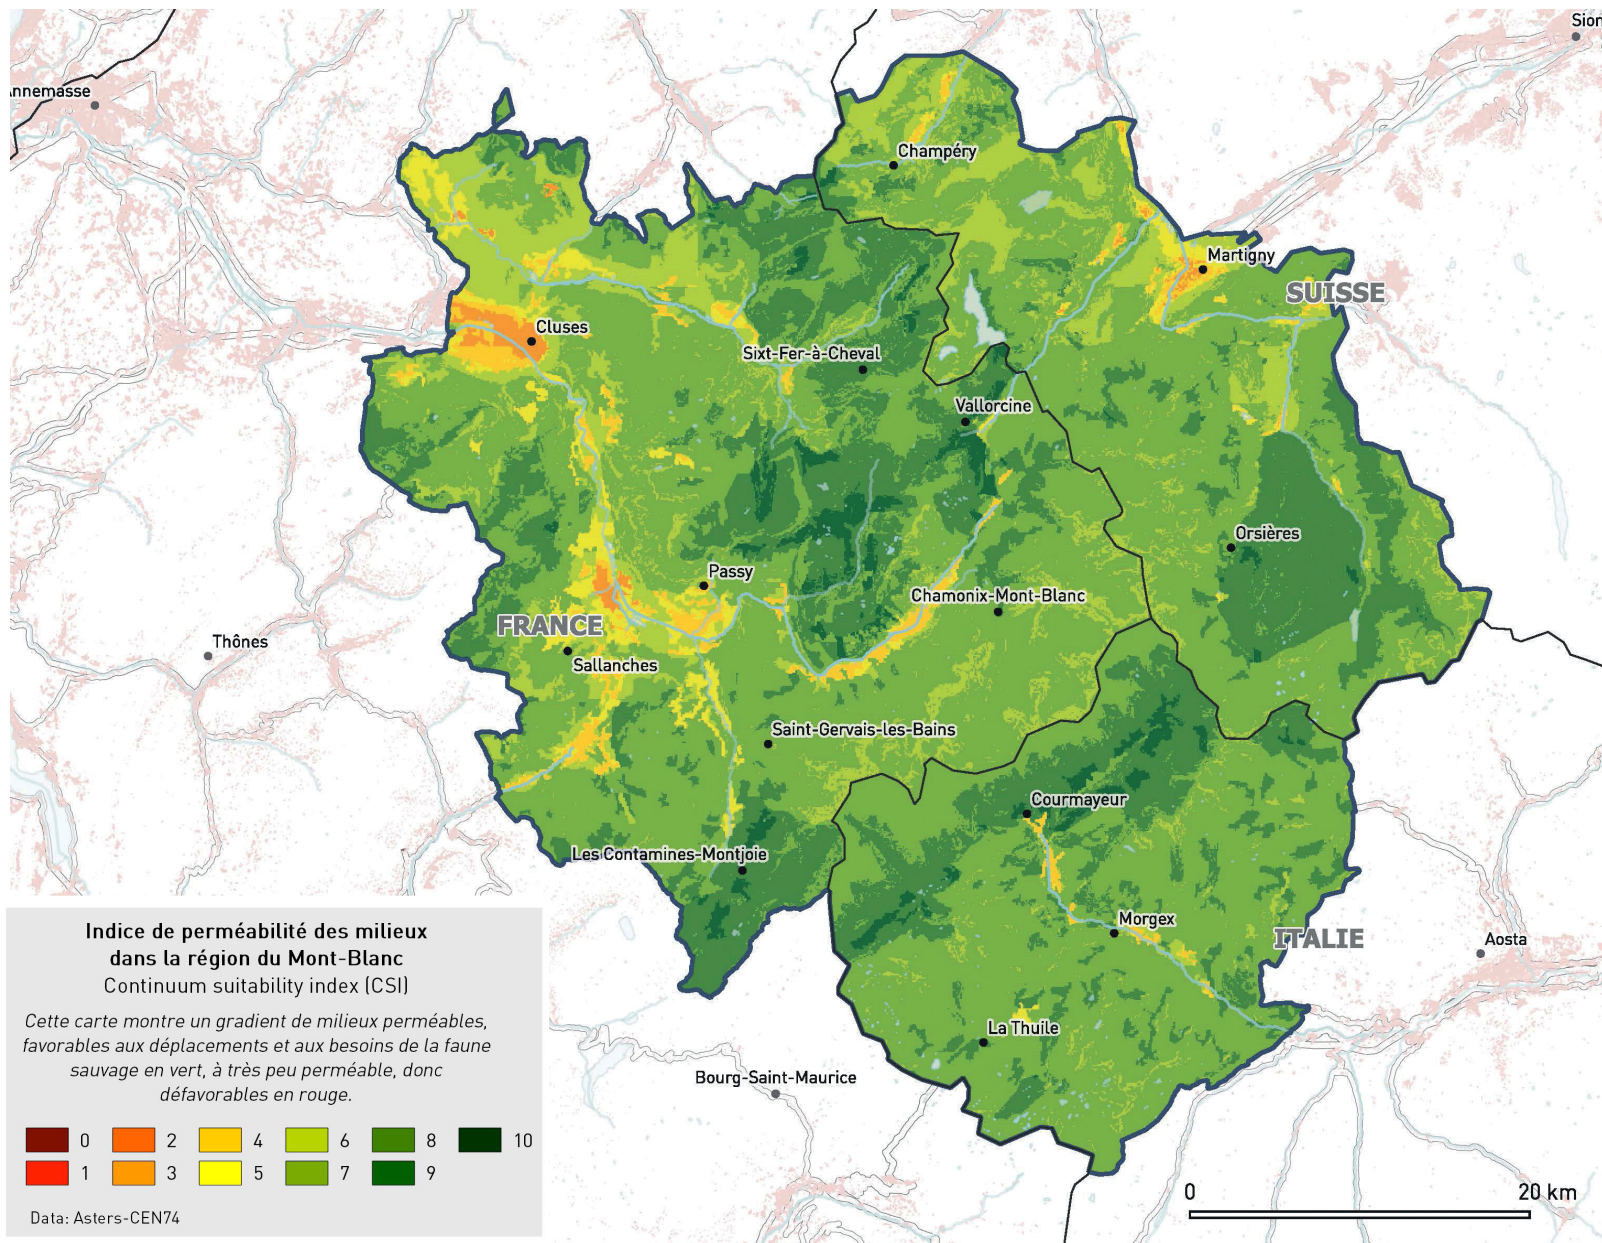 Sion
Annemasse
Champéry
Martigny
SUISSE
Cluses
Sixt-Fer-à-Cheval
Vallorcine
Orsières
Passy
Chamonix-Mont-Blanc
FRANCE
Thônes
Sallanches
Saint-Gervais-les-Bains
Courmayeur
Les Contamines-Montjoie
Morgex
ITALIE
Aosta
La Thuile
Bourg-Saint-Maurice
Indice de perméabilité des milieux
dans la région du Mont-Blanc
Continuum suitability index (CSI)
Cette carte montre un gradient de milieux perméables,
favorables aux déplacements et aux besoins de la faune
sauvage en vert, à très peu perméable, donc
défavorables en rouge.
0 2 4 6 8 10
1 3 5 7 9
Data: Asters-CEN74
0 20 km